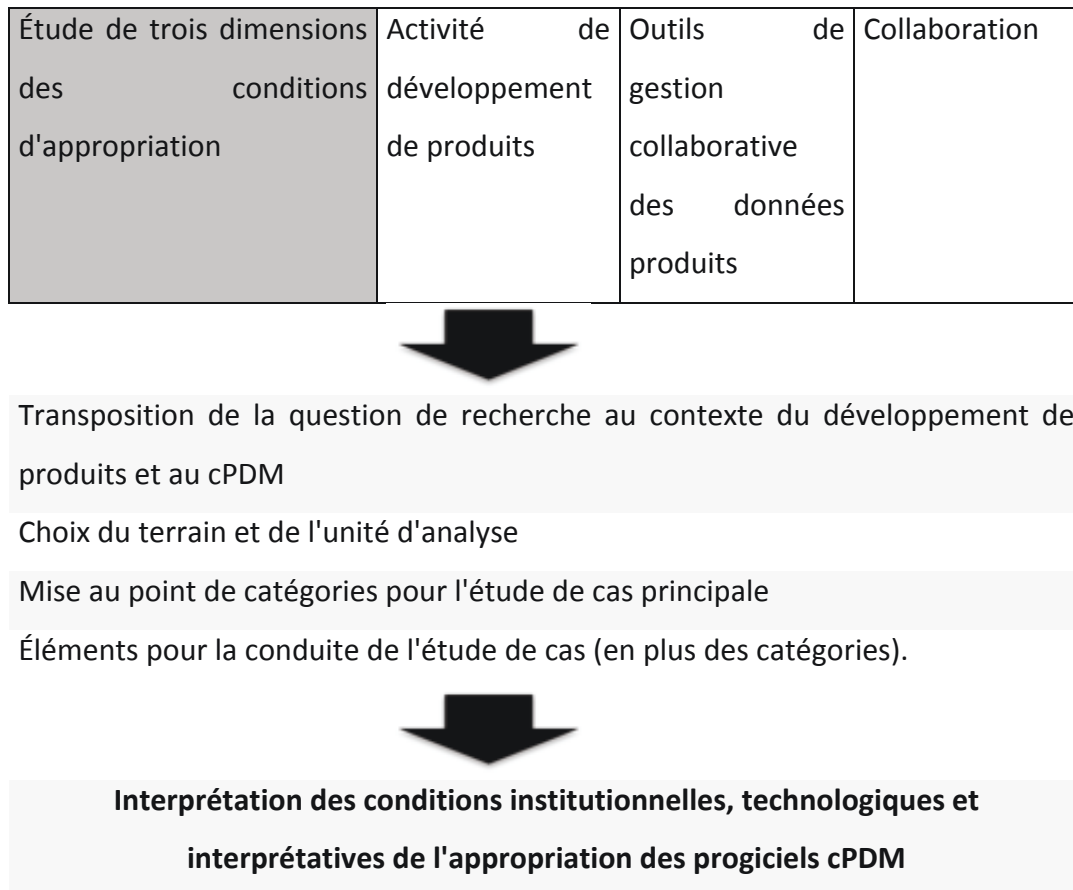 Étude de trois dimensions
des conditions
d'appropriation
Activité de
développement
de produits
Outils de
gestion
collaborative
des données
produits
Collaboration
Transposition de la question de recherche au contexte du développement de
produits et au cPDM
Choix du terrain et de l'unité d'analyse
Mise au point de catégories pour l'étude de cas principale
Éléments pour la conduite de l'étude de cas (en plus des catégories).
Interprétation des conditions institutionnelles, technologiques et
interprétatives de l'appropriation des progiciels cPDM